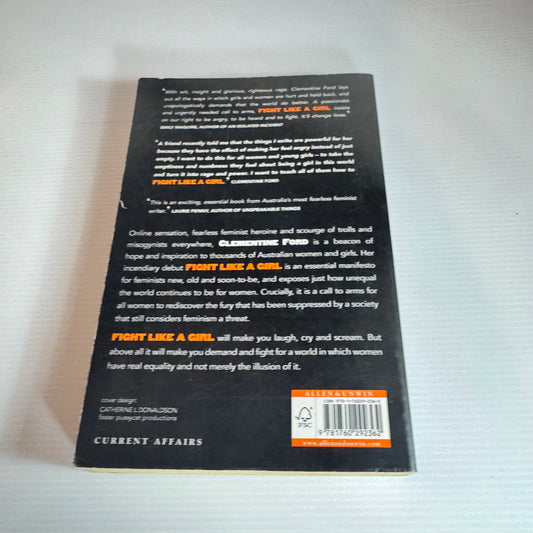 "With wit, insight and glorious, righteous rage, Clementine Ford lays
out all the ways in which girls and women are hurt and held back, and
unapologetically demands that the world do better. A passionate
and urgently needed call to arms, FIGHT LIKE A GIRL insists
on our right to be angry, to be heard and to fight. It'll change lives."
EMILY MAGUIRE, AUTHOR OF AN ISOLATED INCIDENT
"A friend recently told me that the things I write are powerful for her
because they have the effect of making her feel angry instead of just
empty. I want to do this for all women and young girls – to take the
emptiness and numbness they feel about being a girl in this world
and turn it into rage and power. I want to teach all of them how to
FIGHT LIKE A GIRL" CLEMENTINE FORD
"This is an exciting, essential book from Australia's most fearless feminist
writer." LAURIE PENNY, AUTHOR OF UNSPEAKABLE THINGS
Online sensation, fearless feminist heroine and scourge of trolls and
misogynists everywhere, CLEMENTINE FORD is a beacon of
hope and inspiration to thousands of Australian women and girls. Her
incendiary debut FIGHT LIKE A GIRL is an essential manifesto
for feminists new, old and soon-to-be, and exposes just how unequal
the world continues to be for women. Crucially, it is a call to arms for
all women to rediscover the fury that has been suppressed by a society
that still considers feminism a threat.
FIGHT LIKE A GIRL will make you laugh, cry and scream. But
above all it will make you demand and fight for a world in which women
have real equality and not merely the illusion of it.
cover design:
CATHERINE L DONALDSON
faster pussycat productions
CURRENT AFFAIRS
ALLEN & UNWIN
ISBN 978-1-76029-236-2
FSC
9 781760 292362
www.allenandunwin.com